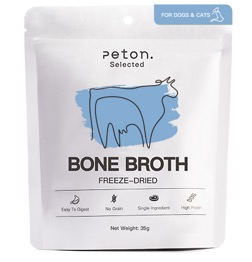 FOR DOGS & CATS
Peton.
Selected
BONE BROTH
FREEZE-DRIED
Easy To Digest
No Grain
Single Ingredient
High Protein
Net Weight: 35g